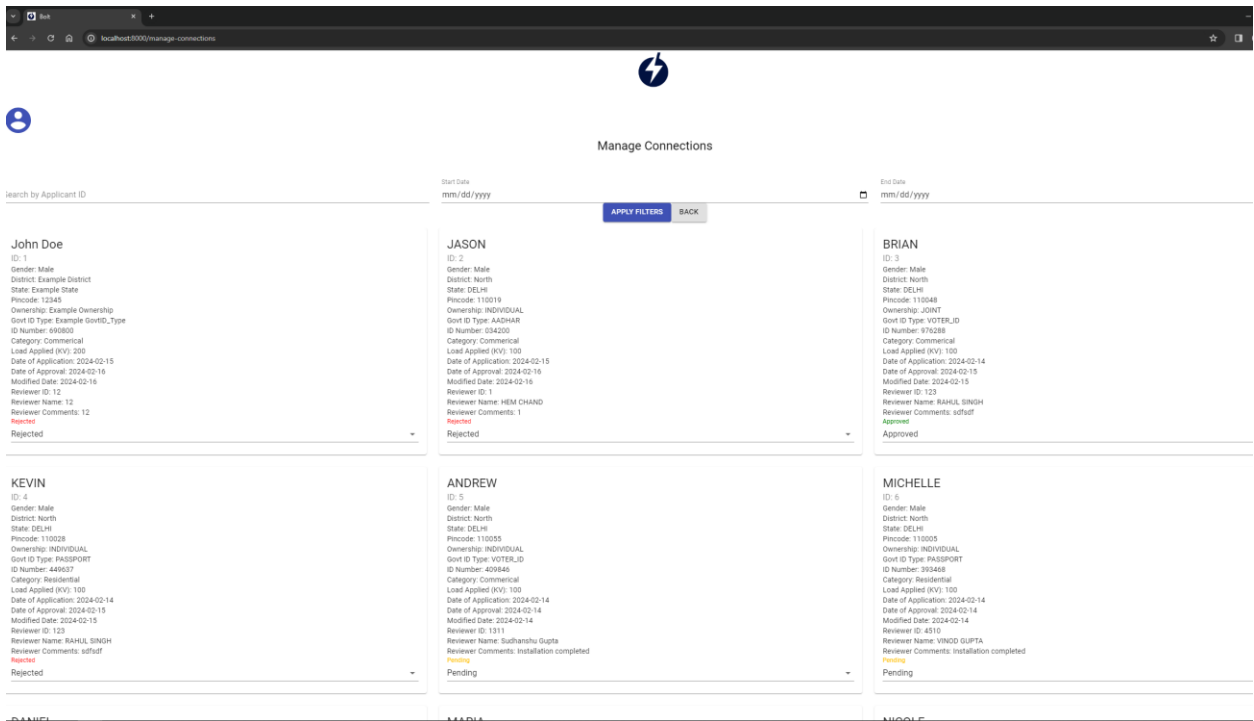 Bolt
localhost:8000/manage-connections
Manage Connections
Search by Applicant ID
Start Date
mm/dd/yyyy
End Date
mm/dd/yyyy
APPLY FILTERS
BACK
John Doe
ID: 1
Gender: Male
District: Example District
State: Example State
Pincode: 12345
Ownership: Example Ownership
Govt ID Type: Example GovtID_Type
ID Number: 690800
Category: Commerical
Load Applied (KV): 200
Date of Application: 2024-02-15
Date of Approval: 2024-02-16
Modified Date: 2024-02-16
Reviewer ID: 12
Reviewer Name: 12
Reviewer Comments: 12
Rejected
Rejected
JASON
ID: 2
Gender: Male
District: North
State: DELHI
Pincode: 110019
Ownership: INDIVIDUAL
Govt ID Type: AADHAR
ID Number: 034200
Category: Commerical
Load Applied (KV): 100
Date of Application: 2024-02-15
Date of Approval: 2024-02-16
Modified Date: 2024-02-16
Reviewer ID: 1
Reviewer Name: HEM CHAND
Reviewer Comments: 1
Rejected
Rejected
BRIAN
ID: 3
Gender: Male
District: North
State: DELHI
Pincode: 110048
Ownership: JOINT
Govt ID Type: VOTER_ID
ID Number: 976286
Category: Commerical
Load Applied (KV): 100
Date of Application: 2024-02-14
Date of Approval: 2024-02-15
Modified Date: 2024-02-15
Reviewer ID: 123
Reviewer Name: RAHUL SINGH
Reviewer Comments: sdfsdf
Approved
Approved
KEVIN
ID: 4
Gender: Male
District: North
State: DELHI
Pincode: 110028
Ownership: INDIVIDUAL
Govt ID Type: PASSPORT
ID Number: 449637
Category: Residential
Load Applied (KV): 100
Date of Application: 2024-02-14
Date of Approval: 2024-02-15
Modified Date: 2024-02-15
Reviewer ID: 123
Reviewer Name: RAHUL SINGH
Reviewer Comments: sdfsdf
Rejected
Rejected
ANDREW
ID: 5
Gender: Male
District: North
State: DELHI
Pincode: 110055
Ownership: INDIVIDUAL
Govt ID Type: VOTER_ID
ID Number: 409846
Category: Commerical
Load Applied (KV): 100
Date of Application: 2024-02-14
Date of Approval: 2024-02-14
Modified Date: 2024-02-14
Reviewer ID: 1311
Reviewer Name: Sudhanshu Gupta
Reviewer Comments: Installation completed
Pending
Pending
MICHELLE
ID: 6
Gender: Male
District: North
State: DELHI
Pincode: 110005
Ownership: INDIVIDUAL
Govt ID Type: PASSPORT
ID Number: 393468
Category: Residential
Load Applied (KV): 100
Date of Application: 2024-02-14
Date of Approval: 2024-02-14
Modified Date: 2024-02-14
Reviewer ID: 4510
Reviewer Name: VINOD GUPTA
Reviewer Comments: Installation completed
Pending
Pending